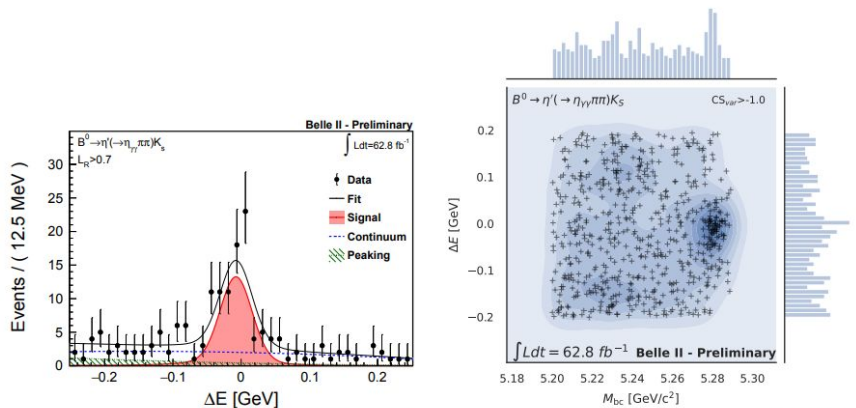 Belle II - Preliminary
B⁰ →η'(→η_γγ ππ)K_s
∫ Ldt=62.8 fb⁻¹
L_R>0.7
Data
Fit
Signal
Continuum
Peaking
Events / ( 12.5 MeV )
30
25
20
15
10
5
0
−0.2
−0.1
0
0.1
0.2
ΔE [GeV]
B⁰ → η'(→ η_γγ ππ)K_S
CS_var>-1.0
ΔE [GeV]
0.2
0.1
0.0
−0.1
−0.2
∫Ldt = 62.8 fb⁻¹ Belle II - Preliminary
5.18
5.20
5.22
5.24
5.26
5.28
5.30
M_bc [GeV/c²]